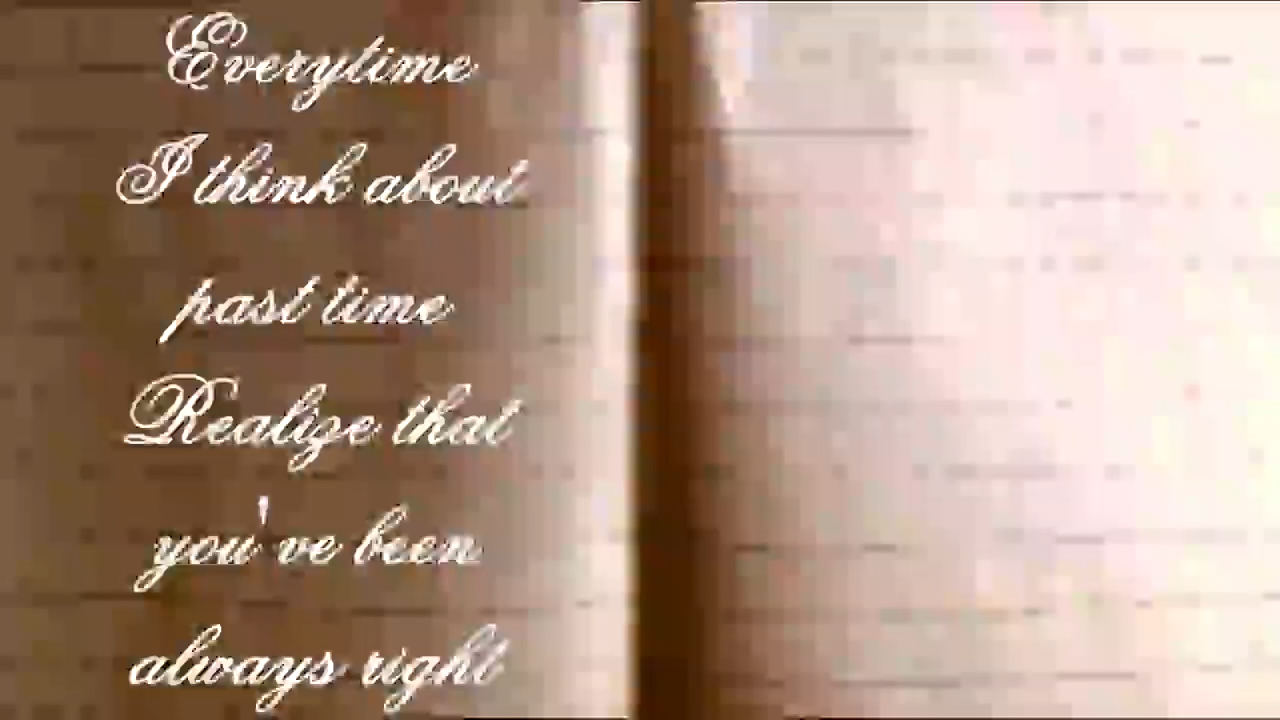 Everytime
I think about
past time
Realize that
you've been
always right